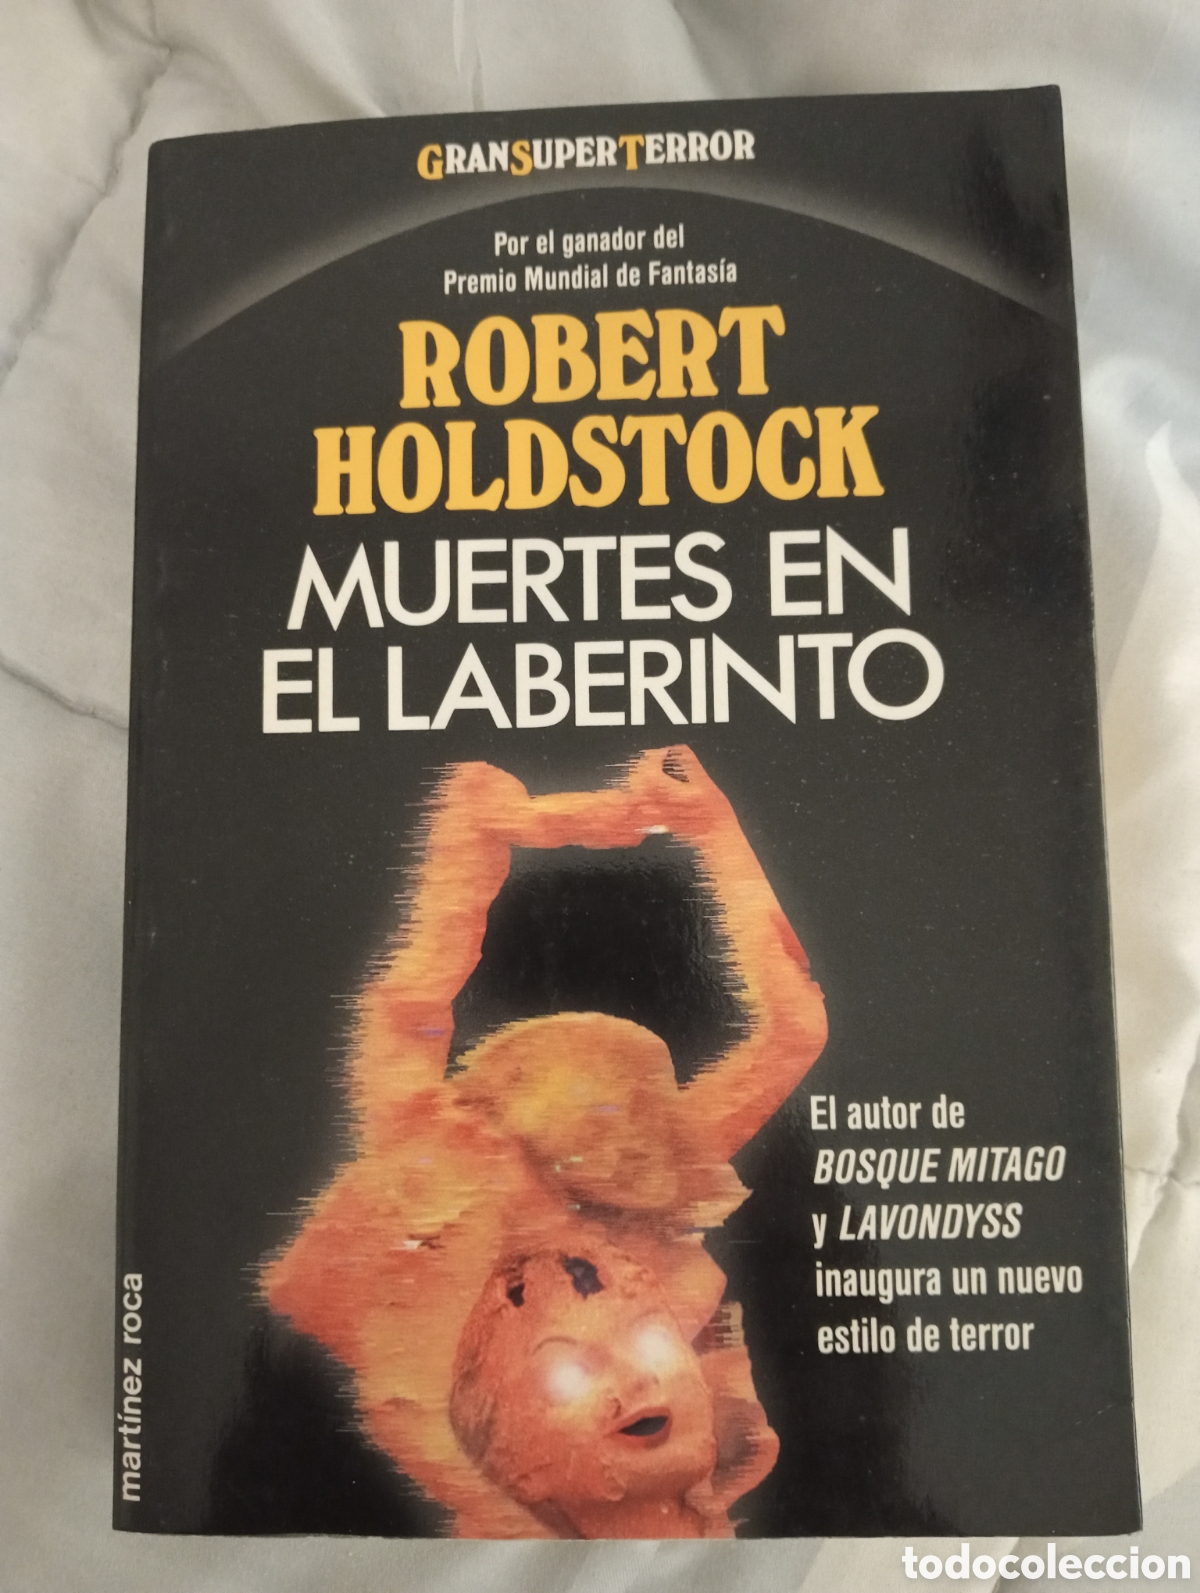 GRANSUPERTERROR
Por el ganador del
Premio Mundial de Fantasía
ROBERT
HOLDSTOCK
MUERTES EN
EL LABERINTO
El autor de
BOSQUE MITAGO
y LAVONDYSS
inaugura un nuevo
estilo de terror
martínez roca
todocoleccion